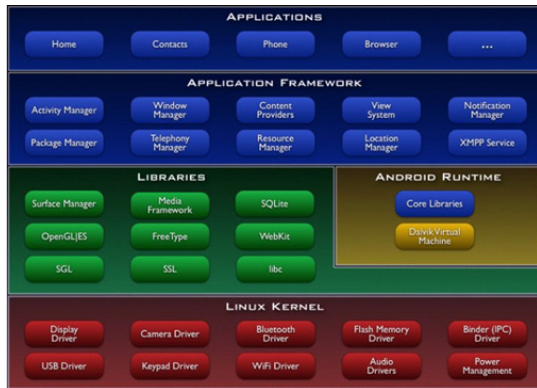 APPLICATIONS
Home
Contacts
Phone
Browser
...
APPLICATION FRAMEWORK
Activity Manager
Window
Manager
Content
Providers
View
System
Notification
Manager
Package Manager
Telephony
Manager
Resource
Manager
Location
Manager
XMPP Service
LIBRARIES
Surface Manager
Media
Framework
SQLite
OpenGL|ES
FreeType
WebKit
SGL
SSL
libc
ANDROID RUNTIME
Core Libraries
Dalvik Virtual
Machine
LINUX KERNEL
Display
Driver
Camera Driver
Bluetooth
Driver
Flash Memory
Driver
Binder (IPC)
Driver
USB Driver
Keypad Driver
WiFi Driver
Audio
Drivers
Power
Management